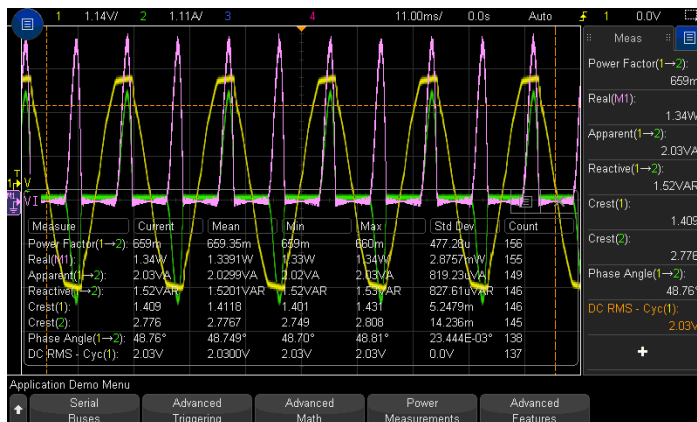 1 1.14V/ 2 1.11A/ 3 4 11.00ms/ 0.0s Auto 1 0.0V
Meas
Power Factor(1→2):
659m
Real(M1):
1.34W
Apparent(1→2):
2.03VA
Reactive(1→2):
1.52VAR
Crest(1):
1.409
Crest(2):
2.776
Phase Angle(1→2):
48.76°
DC RMS - Cyc(1):
2.03V
T
1 V
VI
Measure Current Mean Min Max Std Dev Count
Power Factor(1→2): 659m 659.35m 659m 660m 477.28u 156
Real(M1): 1.34W 1.3391W 1.33W 1.34W 2.8757mW 155
Apparent(1→2): 2.03VA 2.0299VA 2.02VA 2.03VA 819.23uVA 149
Reactive(1→2): 1.52VAR 1.5201VAR 1.52VAR 1.53VAR 827.61uVAR 146
Crest(1): 1.409 1.4118 1.401 1.431 5.2479m 146
Crest(2): 2.776 2.7767 2.749 2.808 14.236m 145
Phase Angle(1→2): 48.76° 48.749° 48.70° 48.81° 23.444E-03° 138
DC RMS - Cyc(1): 2.03V 2.0300V 2.03V 2.03V 0.0V 137
Application Demo Menu
Serial Buses
Advanced Triggering
Advanced Math
Power Measurements
Advanced Features